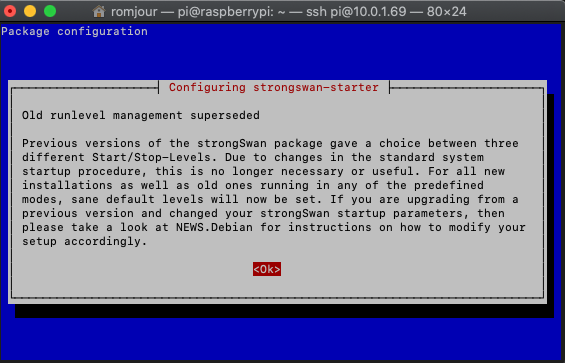 romjour — pi@raspberrypi: ~ — ssh pi@10.0.1.69 — 80×24
Package configuration
Configuring strongswan-starter
Old runlevel management superseded
Previous versions of the strongSwan package gave a choice between three
different Start/Stop-Levels. Due to changes in the standard system
startup procedure, this is no longer necessary or useful. For all new
installations as well as old ones running in any of the predefined
modes, sane default levels will now be set. If you are upgrading from a
previous version and changed your strongSwan startup parameters, then
please take a look at NEWS.Debian for instructions on how to modify your
setup accordingly.
<Ok>